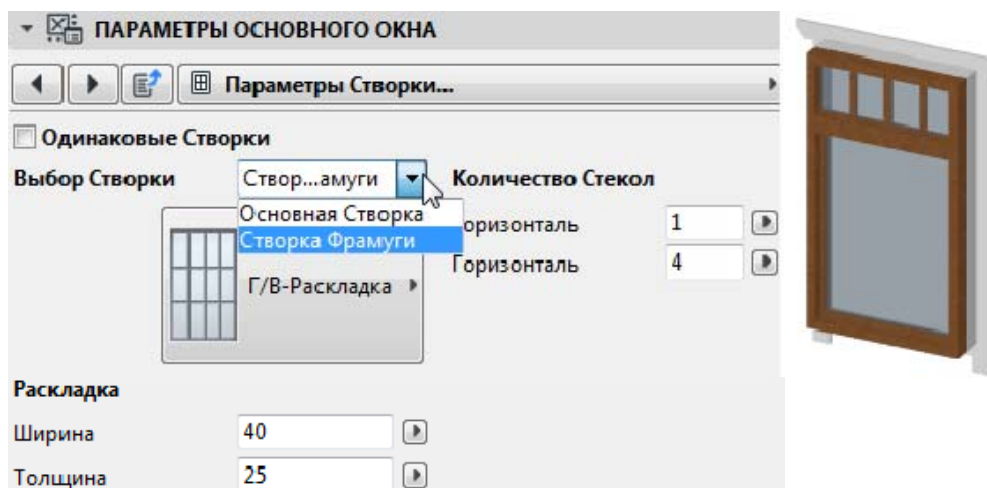 ПАРАМЕТРЫ ОСНОВНОГО ОКНА
Параметры Створки...
Одинаковые Створки
Выбор Створки Створ...амуги Количество Стекол
Основная Створка
оризонталь 1
Створка Фрамуги
Горизонталь 4
Г/В-Раскладка
Раскладка
Ширина 40
Толщина 25